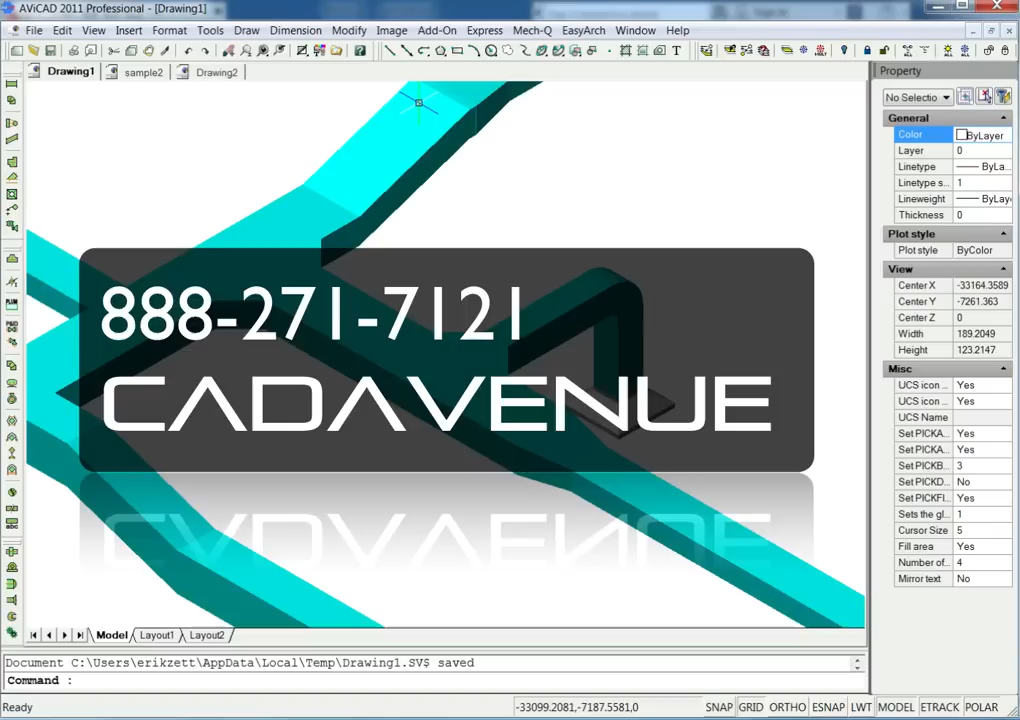 AViCAD 2011 Professional - [Drawing1]
File Edit View Insert Format Tools Draw Dimension Modify Image Add-On Express Mech-Q EasyArch Window Help
Drawing1 sample2 Drawing2
Property
No Selectio
General
Color ByLayer
Layer 0
Linetype ByLa...
Linetype s... 1
Lineweight ByLay
Thickness 0
Plot style
Plot style ByColor
View
Center X -33164.3589
Center Y -7261.363
Center Z 0
Width 189.2049
Height 123.2147
Misc
UCS icon ... Yes
UCS icon ... Yes
UCS Name
Set PICKA... Yes
Set PICKA... Yes
Set PICKB... 3
Set PICKD... No
Set PICKFI... Yes
Sets the gl... 1
Cursor Size 5
Fill area Yes
Number of... 4
Mirror text No
888-271-7121
CADAVENUE
Model Layout1 Layout2
Document C:\Users\erikzett\AppData\Local\Temp\Drawing1.SV$ saved
Command :
Ready -33099.2081,-7187.5581,0 SNAP GRID ORTHO ESNAP LWT MODEL ETRACK POLAR